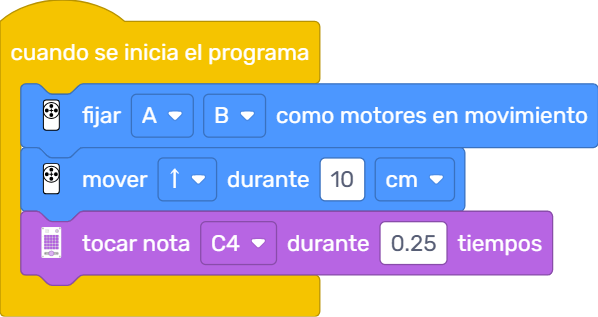 cuando se inicia el programa
fijar A B como motores en movimiento
mover ↑ durante 10 cm
tocar nota C4 durante 0.25 tiempos